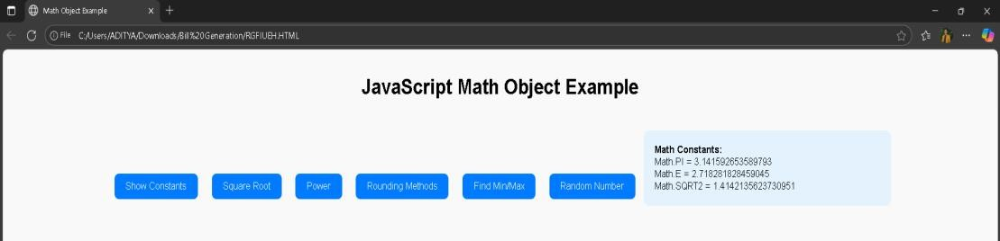 Math Object Example
File C:/Users/ADITYA/Downloads/Bill%20Generation/RGFIUEH.HTML
JavaScript Math Object Example
Show Constants
Square Root
Power
Rounding Methods
Find Min/Max
Random Number
Math Constants:
Math.PI = 3.141592653589793
Math.E = 2.718281828459045
Math.SQRT2 = 1.4142135623730951